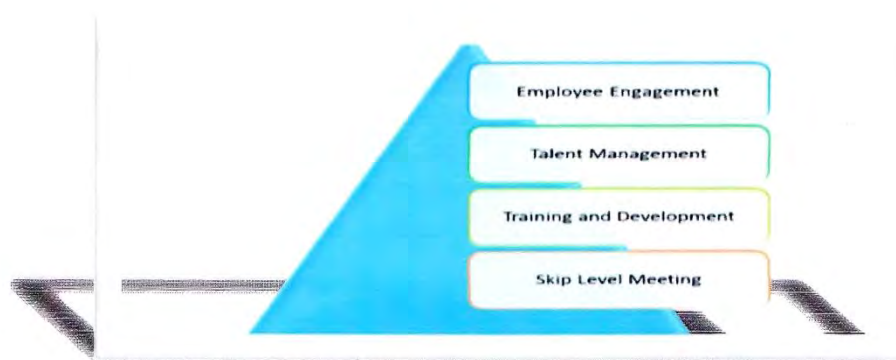 Employee Engagement
Talent Management
Training and Development
Skip Level Meeting